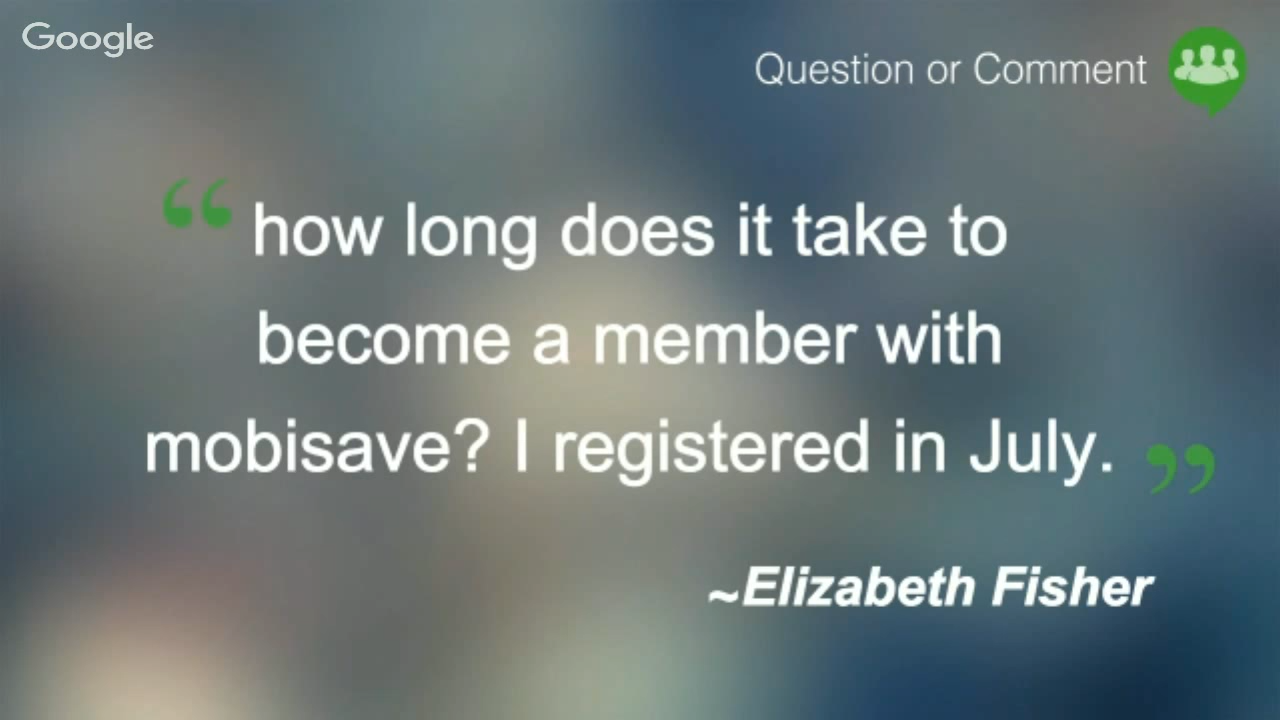 Google
Question or Comment
“ how long does it take to
become a member with
mobisave? I registered in July. ”
~Elizabeth Fisher